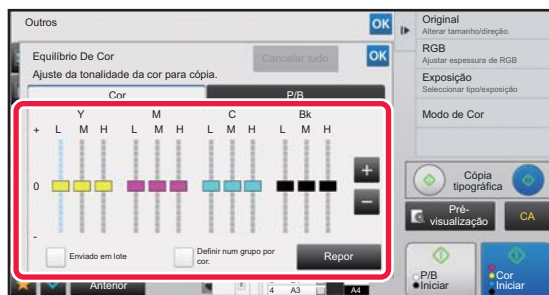 Outros
OK
Equilíbrio De Cor
Cancelar tudo
OK
Ajuste da tonalidade da cor para cópia.
Cor
P/B
Y
M
C
Bk
+
L M H
L M H
L M H
L M H
0
+
-
-
Enviado em lote
Definir num grupo por
cor.
Repor
Anterior
4 A3
A4
Original
Alterar tamanho/direção.
RGB
Ajustar espessura de RGB
Exposição
Seleccionar tipo/exposição
Modo de Cor
Cópia
tipográfica
Pré-
visualização
CA
P/B
Iniciar
Cor
Iniciar